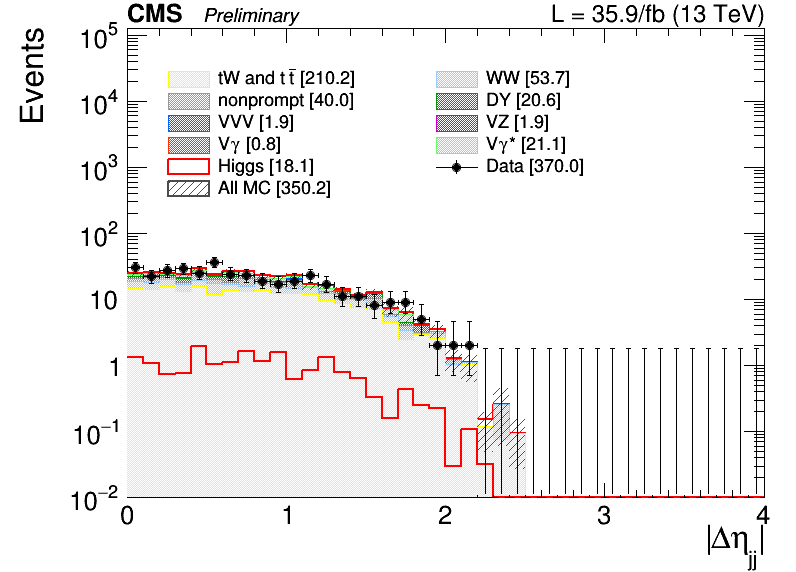 CMS Preliminary L = 35.9/fb (13 TeV)
Events
10⁵
10⁴
10³
10²
10
1
10⁻¹
10⁻²
tW and t t̄ [210.2]
WW [53.7]
nonprompt [40.0]
DY [20.6]
VVV [1.9]
VZ [1.9]
Vγ [0.8]
Vγ* [21.1]
Higgs [18.1]
Data [370.0]
All MC [350.2]
0 1 2 3 4
|Δη_jj|